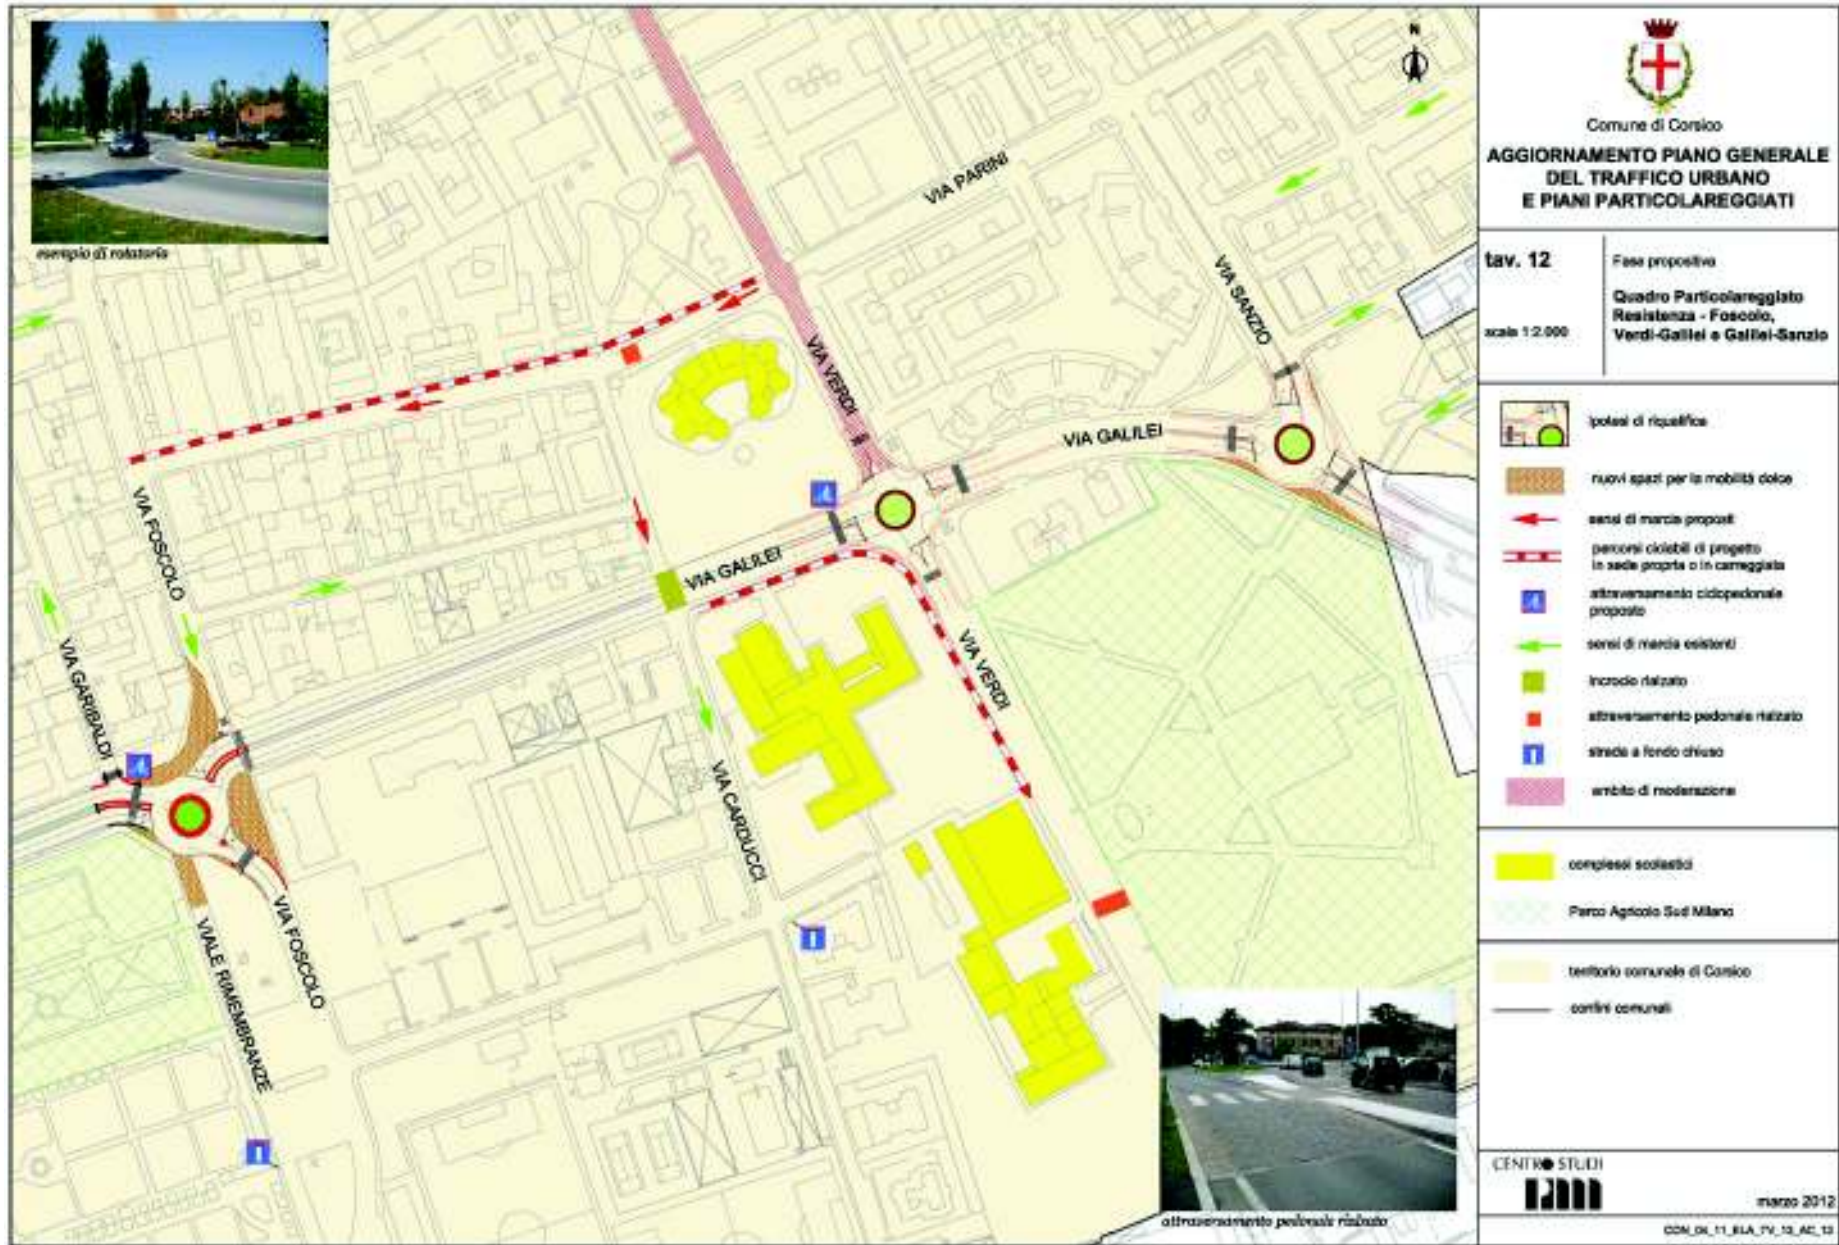 esempio di rotatoria
N
VIA PARINI
VIA SANZIO
VIA VERDI
VIA GALILEI
VIA FOSCOLO
VIA GALILEI
VIA GARIBALDI
VIA VERDI
VIA CARDUCCI
VIA FOSCOLO
VIALE RIMEMBRANZE
attraversamento pedonale rialzato
Comune di Corsico
AGGIORNAMENTO PIANO GENERALE
DEL TRAFFICO URBANO
E PIANI PARTICOLAREGGIATI
tav. 12
scala 1:2.000
Fase propositiva
Quadro Particolareggiato
Resistenza - Foscolo,
Verdi-Galilei e Galilei-Sanzio
ipotesi di riqualifica
nuovi spazi per la mobilità dolce
sensi di marcia proposti
percorsi ciclabili di progetto
in sede propria o in carreggiata
attraversamento ciclopedonale
proposto
sensi di marcia esistenti
incrocio rialzato
attraversamento pedonale rialzato
strada a fondo chiuso
ambito di moderazione
complessi scolastici
Parco Agricolo Sud Milano
territorio comunale di Corsico
confini comunali
CENTRO STUDI
PIM
marzo 2012